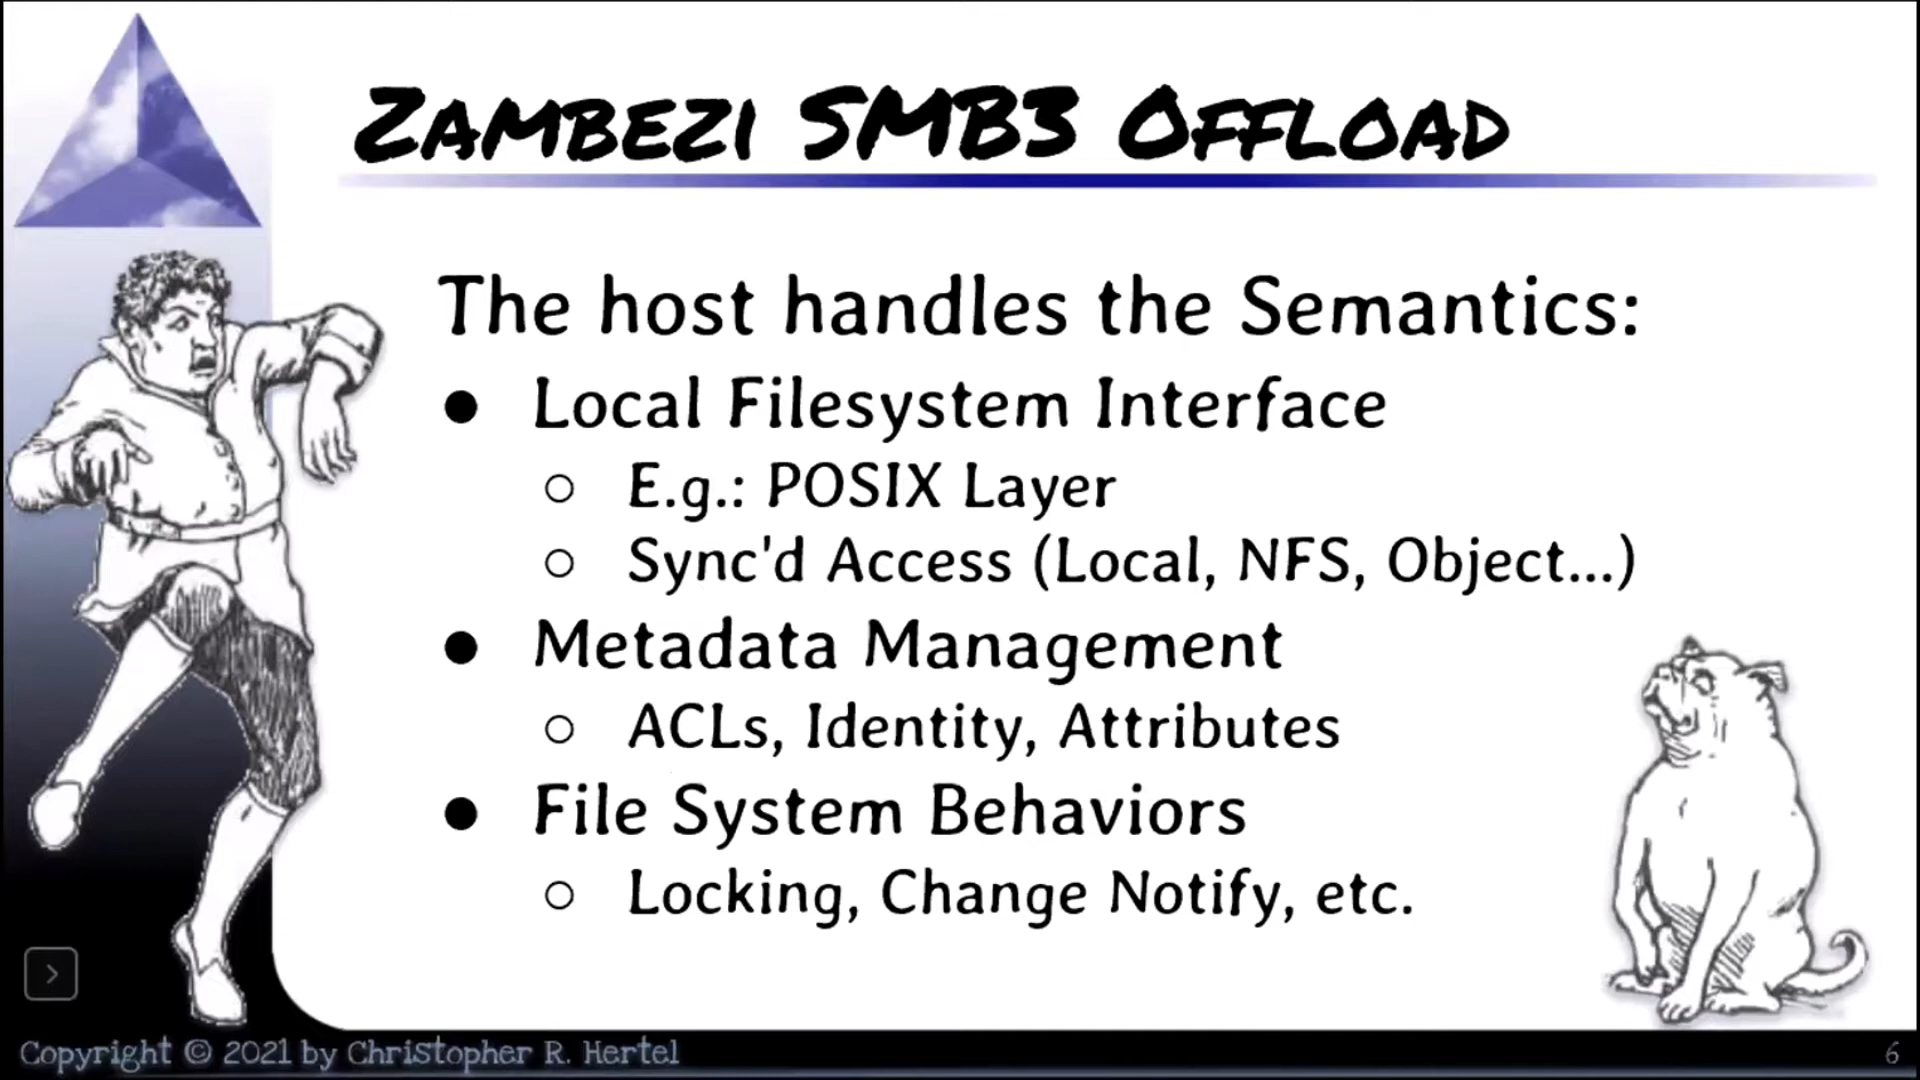 Zambezi SMB3 Offload
The host handles the Semantics:
● Local Filesystem Interface
○ E.g.: POSIX Layer
○ Sync'd Access (Local, NFS, Object...)
● Metadata Management
○ ACLs, Identity, Attributes
● File System Behaviors
○ Locking, Change Notify, etc.
Copyright © 2021 by Christopher R. Hertel
6